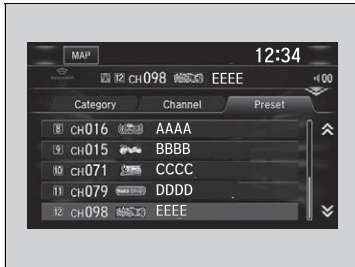 MAP 12:34
12 CH098 EEEE 00
Category Channel Preset
8 CH016 AAAA
9 CH015 BBBB
10 CH071 CCCC
11 CH079 DDDD
12 CH098 EEEE